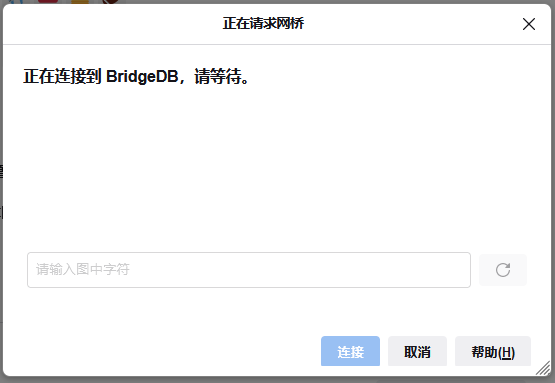 正在请求网桥
正在连接到 BridgeDB，请等待。
请输入图中字符
连接
取消
帮助(H)